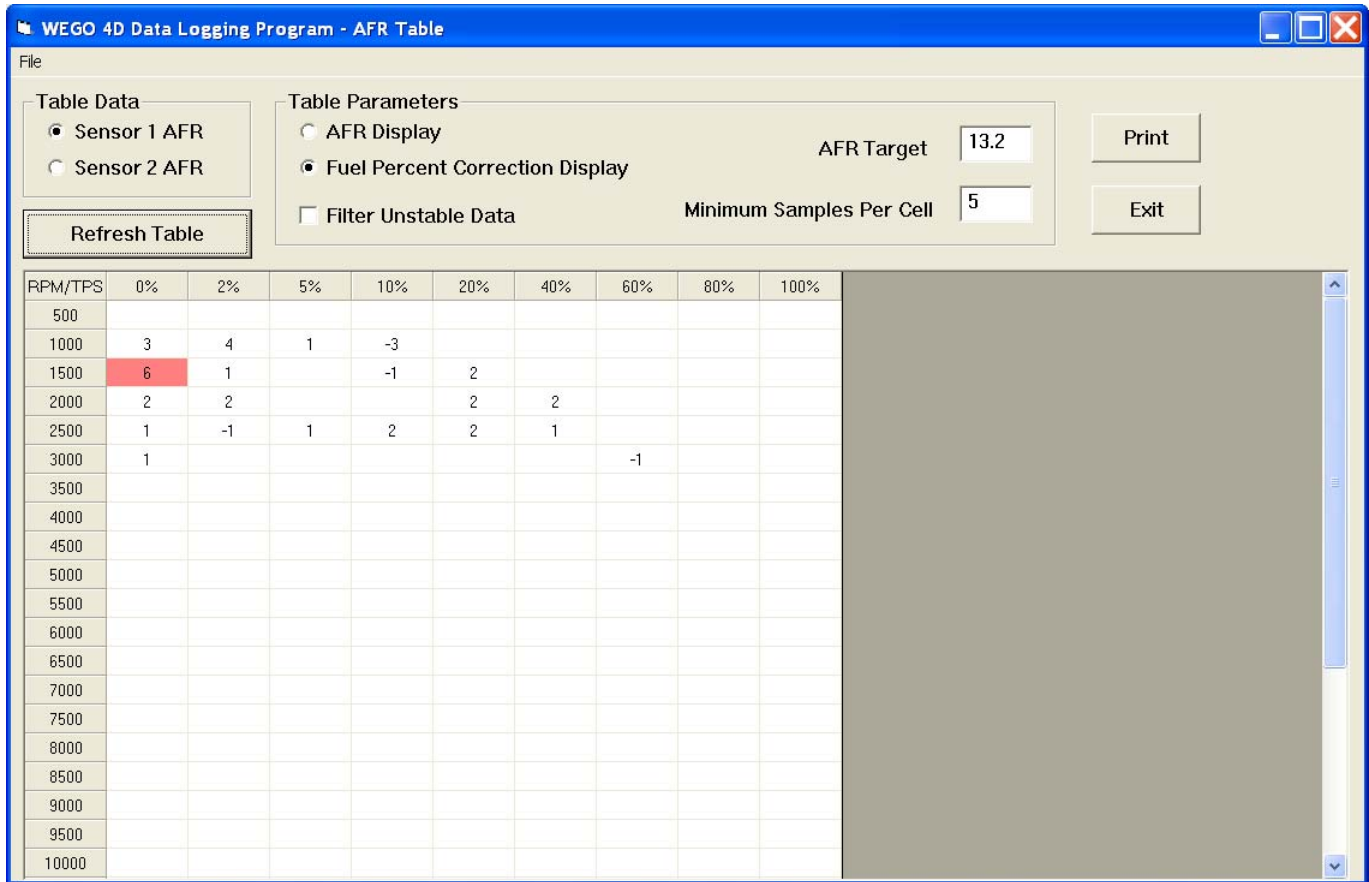 WEGO 4D Data Logging Program - AFR Table
File
Table Data
Sensor 1 AFR
Sensor 2 AFR
Refresh Table
Table Parameters
AFR Display
Fuel Percent Correction Display
Filter Unstable Data
AFR Target 13.2
Minimum Samples Per Cell 5
Print
Exit
RPM/TPS 0% 2% 5% 10% 20% 40% 60% 80% 100%
500
1000 3 4 1 -3
1500 6 1 -1 2
2000 2 2 2 2
2500 1 -1 1 2 2 1
3000 1 -1
3500
4000
4500
5000
5500
6000
6500
7000
7500
8000
8500
9000
9500
10000